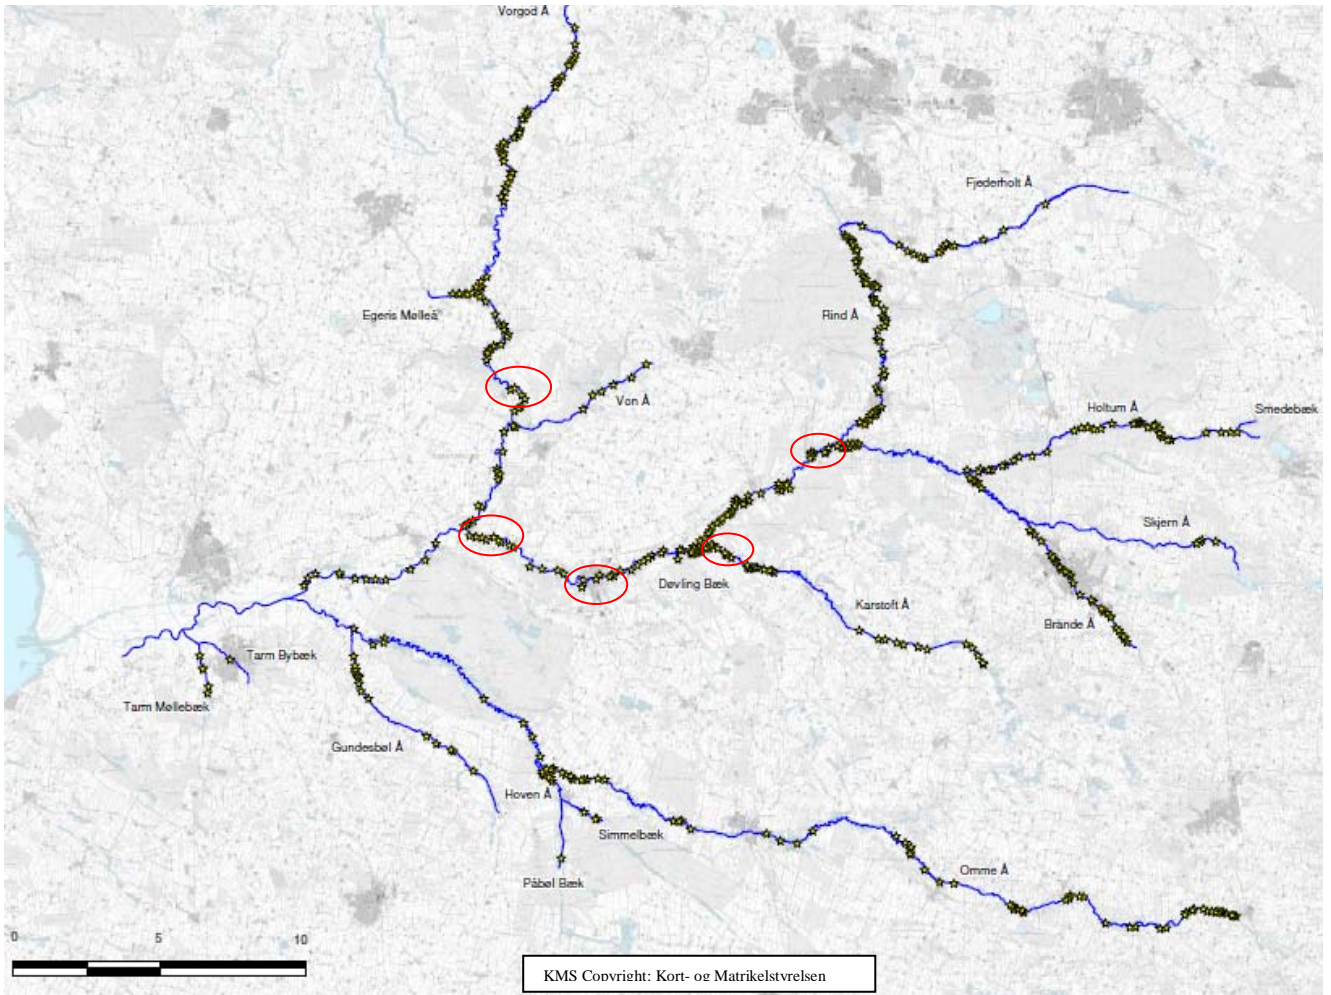 Vorgod Å
Fjederholt Å
Egeris Mølleå
Rind Å
Von Å
Holtum Å
Smedebæk
Skjern Å
Døvling Bæk
Karstoft Å
Brande Å
Tarm Bybæk
Tarm Møllebæk
Gundesbøl Å
Hoven Å
Simmelbæk
Påbøl Bæk
Omme Å
0 5 10
KMS Copyright: Kort- og Matrikelstyrelsen